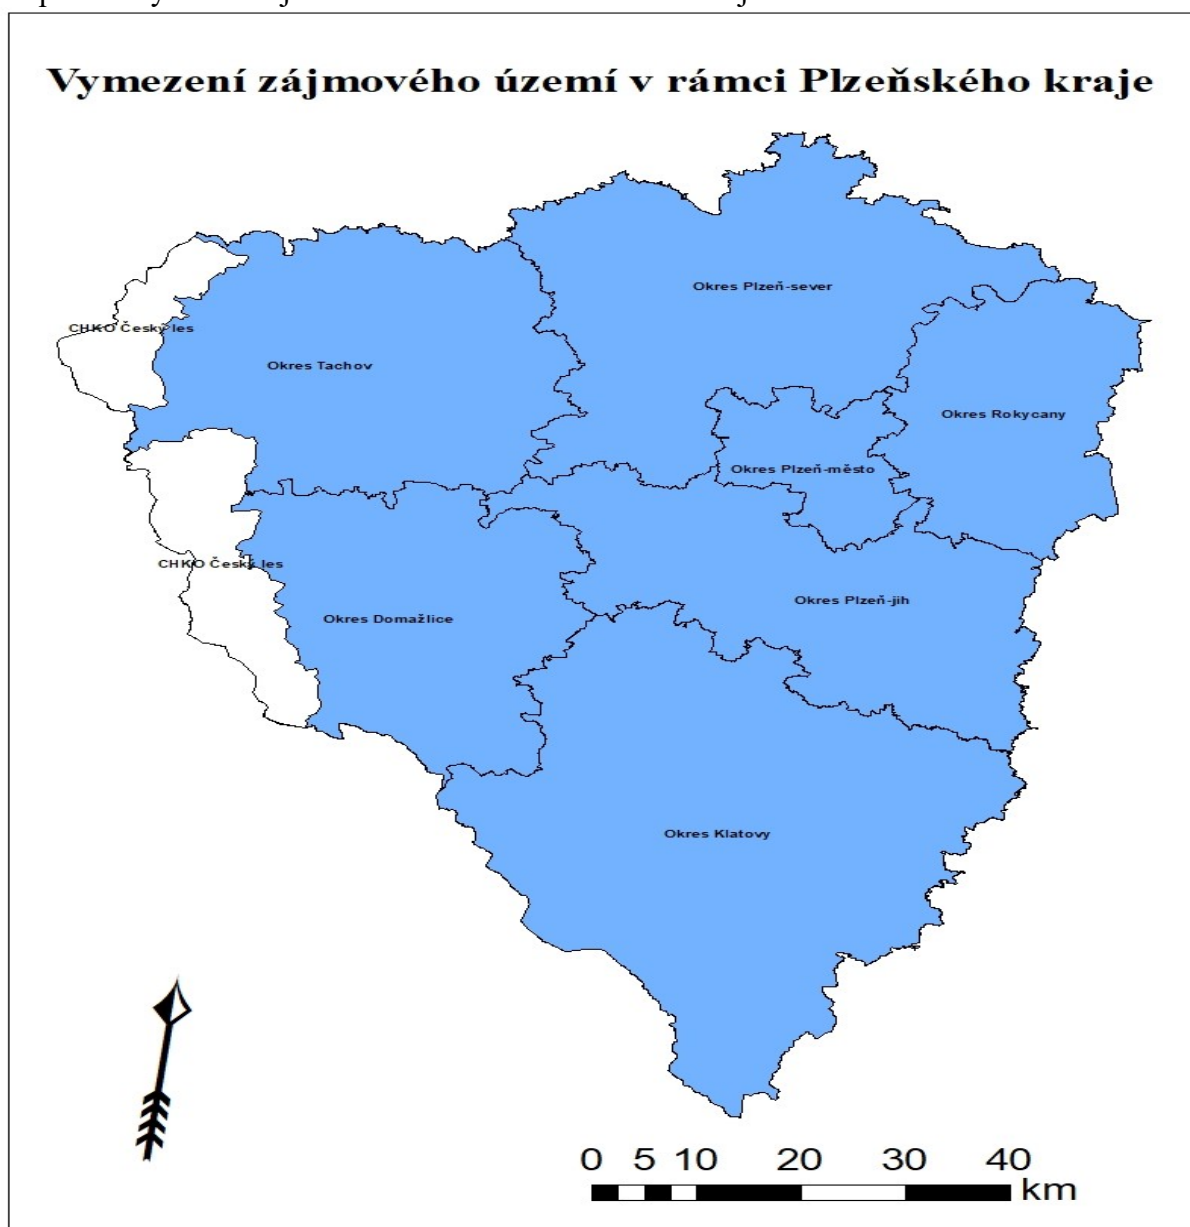 Vymezení zájmového území v rámci Plzeňského kraje
Okres Plzeň-sever
CHKO Český les
Okres Tachov
Okres Rokycany
Okres Plzeň-město
CHKO Český les
Okres Plzeň-jih
Okres Domažlice
Okres Klatovy
0 5 10 20 30 40
km